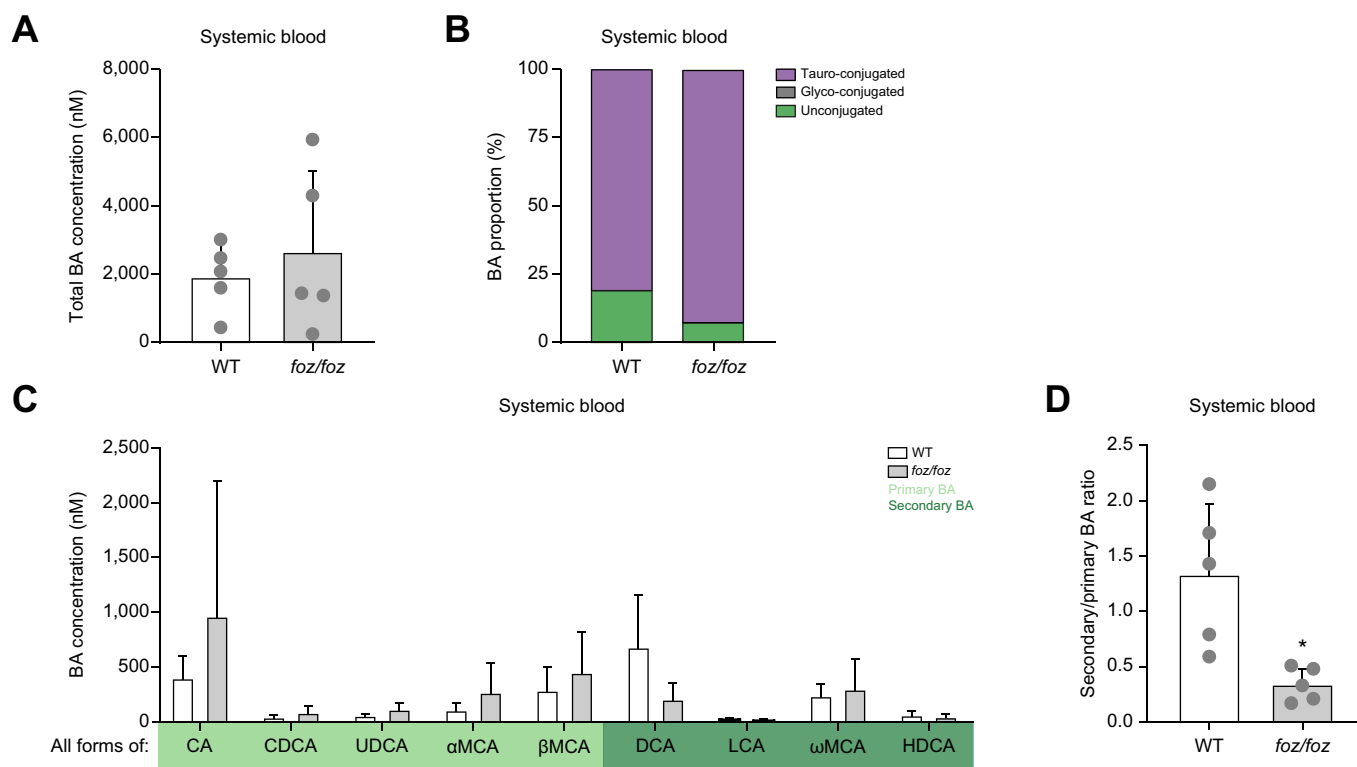 A
Systemic blood
Total BA concentration (nM)
8,000
6,000
4,000
2,000
0
WT
foz/foz
B
Systemic blood
BA proportion (%)
100
75
50
25
0
WT
foz/foz
Tauro-conjugated
Glyco-conjugated
Unconjugated
C
Systemic blood
BA concentration (nM)
2,500
2,000
1,500
1,000
500
0
WT
foz/foz
Primary BA
Secondary BA
All forms of: CA CDCA UDCA αMCA βMCA DCA LCA ωMCA HDCA
D
Systemic blood
Secondary/primary BA ratio
2.5
2.0
1.5
1.0
0.5
0.0
*
WT
foz/foz